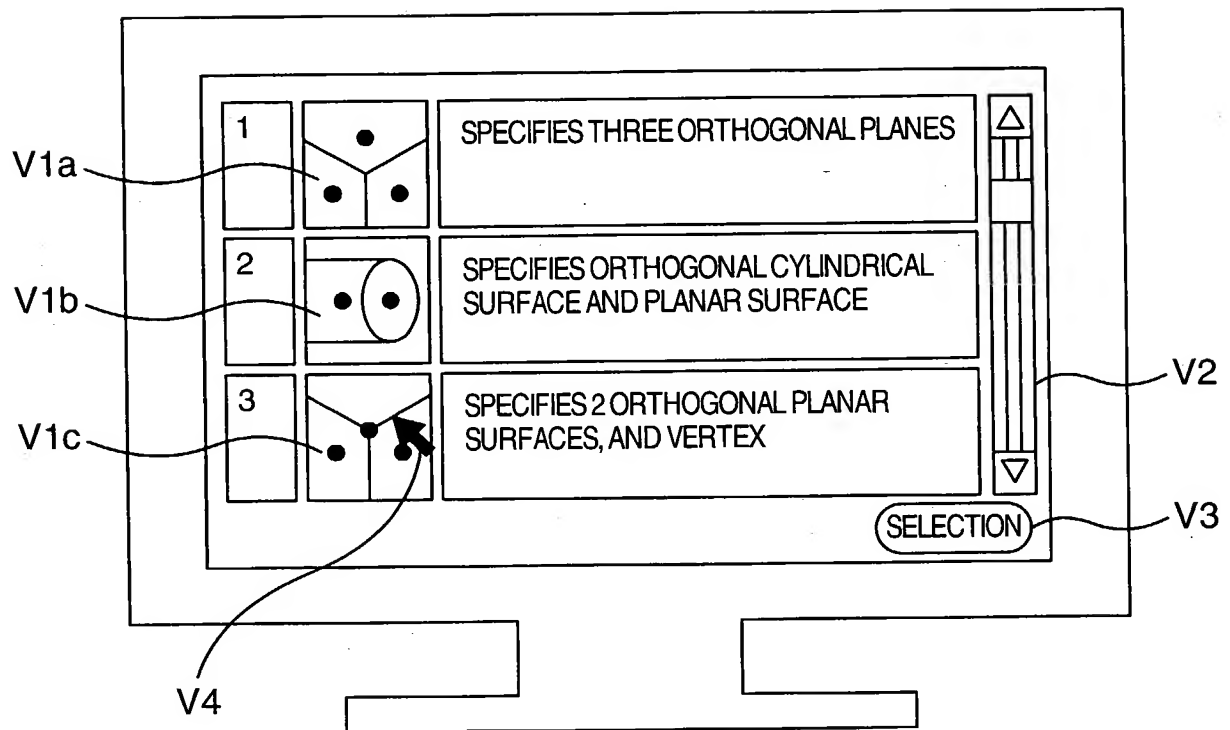 1
SPECIFIES THREE ORTHOGONAL PLANES
V1a
2
SPECIFIES ORTHOGONAL CYLINDRICAL
SURFACE AND PLANAR SURFACE
V1b
V2
3
SPECIFIES 2 ORTHOGONAL PLANAR
SURFACES, AND VERTEX
V1c
SELECTION
V3
V4